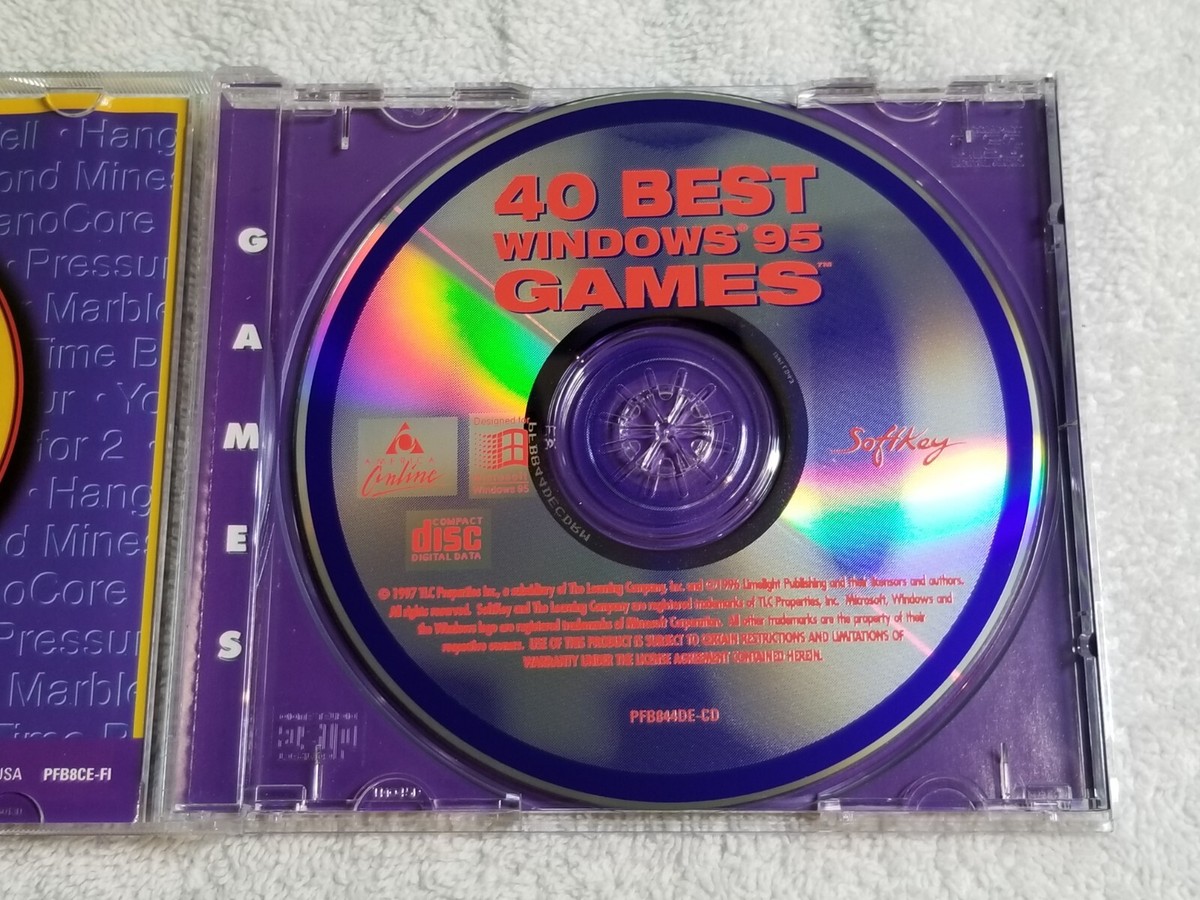 ell · Hang
ond Mines
anoCore
· Pressur
Marble
Time B
ur · Yo
for 2 ·
· Hang
d Mines
oCore
Pressur
Marble
Time B
USA PFB8CE-FI
G
A
M
E
S
40 BEST
WINDOWS® 95
GAMES™
Online
Designed for
Windows 95
SoftKey
PFB844DECDRM
COMPACT
disc
DIGITAL DATA
© 1997 TLC Properties Inc., a subsidiary of The Learning Company, Inc. and ©1996 Limelight Publishing and their licensors and authors.
All rights reserved. SoftKey and The Learning Company are registered trademarks of TLC Properties, Inc. Microsoft, Windows and
the Windows logo are registered trademarks of Microsoft Corporation. All other trademarks are the property of their
respective owners. USE OF THIS PRODUCT IS SUBJECT TO CERTAIN RESTRICTIONS AND LIMITATIONS OF
WARRANTY UNDER THE LICENSE AGREEMENT CONTAINED HEREIN.
PFB844DE-CD